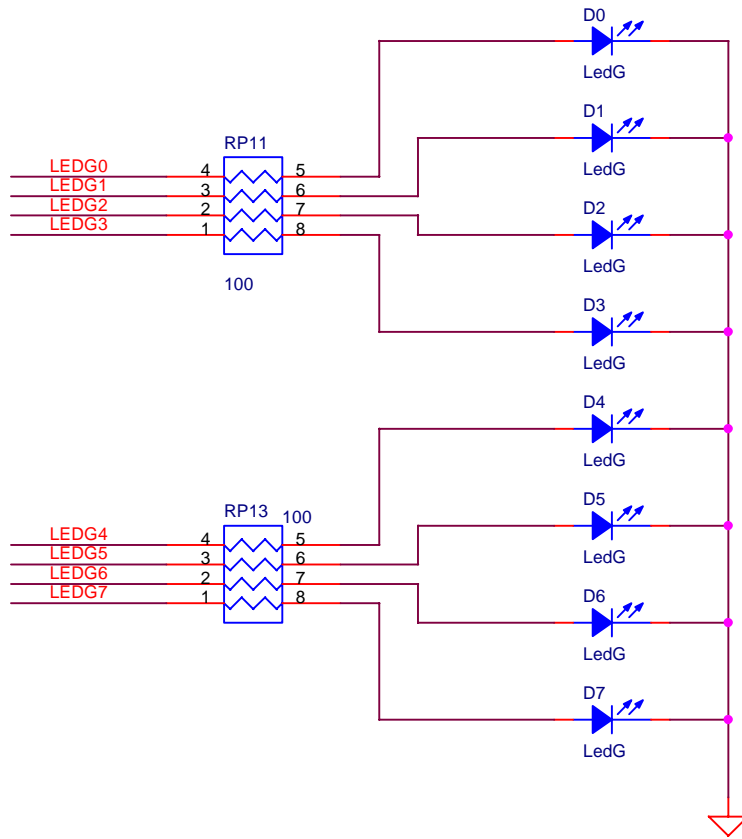 D0
LedG
D1
LedG
RP11
LEDG0 4 5
LEDG1 3 6
LEDG2 2 7
LEDG3 1 8
100
D2
LedG
D3
LedG
D4
LedG
RP13 100
LEDG4 4 5
LEDG5 3 6
LEDG6 2 7
LEDG7 1 8
D5
LedG
D6
LedG
D7
LedG